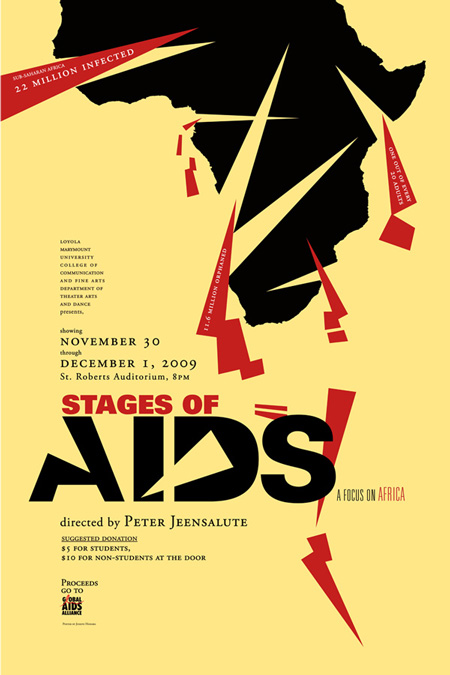 SUB-SAHARAN AFRICA
22 MILLION INFECTED
ONE OUT OF EVERY
20 ADULTS
11.6 MILLION ORPHANED
LOYOLA
MARYMOUNT
UNIVERSITY
COLLEGE OF
COMMUNICATION
AND FINE ARTS
DEPARTMENT OF
THEATER ARTS
AND DANCE
presents,
showing
NOVEMBER 30
through
DECEMBER 1, 2009
St. Roberts Auditorium, 8PM
STAGES OF
AIDS
A FOCUS ON AFRICA
directed by PETER JEENSALUTE
SUGGESTED DONATION
$5 FOR STUDENTS,
$10 FOR NON-STUDENTS AT THE DOOR
PROCEEDS
GO TO
GLOBAL
AIDS
ALLIANCE